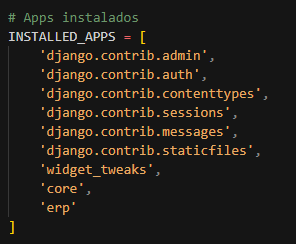 # Apps instalados
INSTALLED_APPS = [
    'django.contrib.admin',
    'django.contrib.auth',
    'django.contrib.contenttypes',
    'django.contrib.sessions',
    'django.contrib.messages',
    'django.contrib.staticfiles',
    'widget_tweaks',
    'core',
    'erp'
]